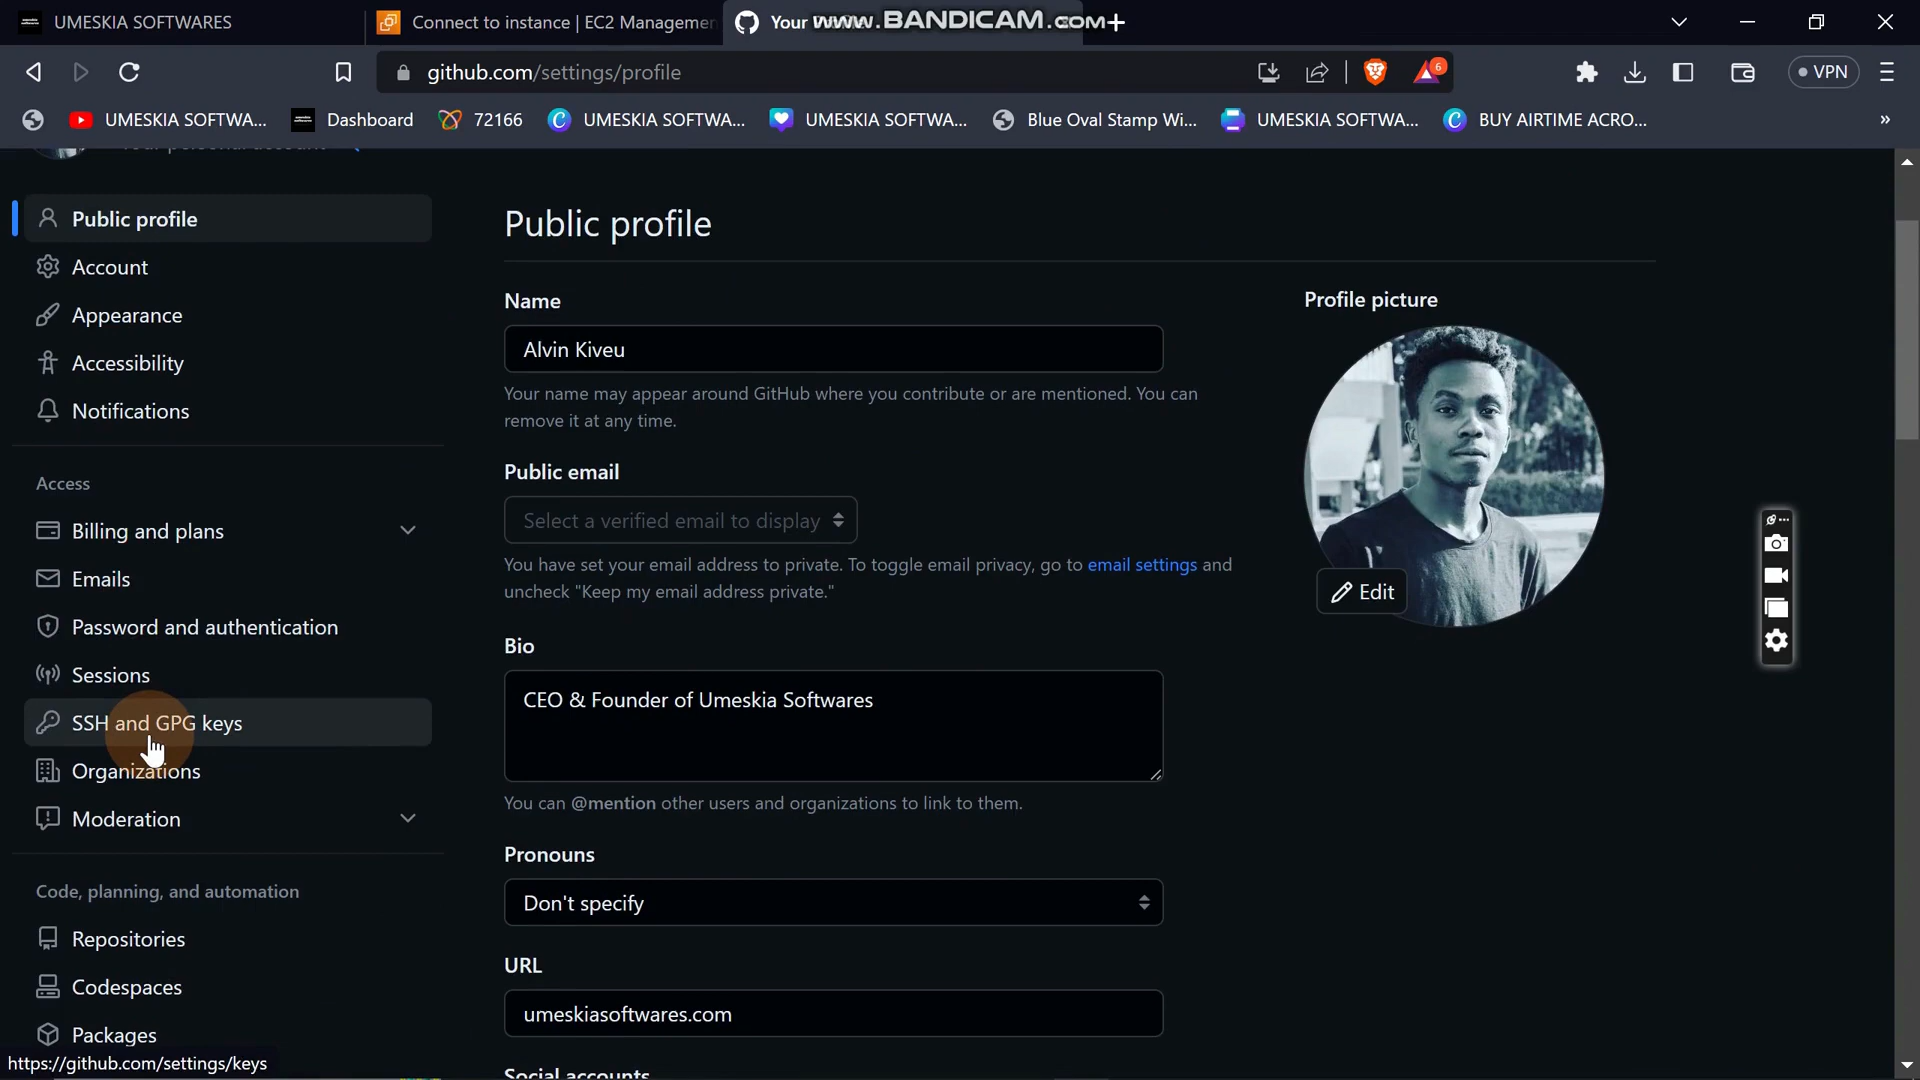 UMESKIA SOFTWARES
Connect to instance | EC2 Managemen
Your
www.BANDICAM.com
github.com/settings/profile
6
VPN
UMESKIA SOFTWA...
Dashboard
72166
UMESKIA SOFTWA...
UMESKIA SOFTWA...
Blue Oval Stamp Wi...
UMESKIA SOFTWA...
BUY AIRTIME ACRO...
»
Your personal account
Public profile
Account
Appearance
Accessibility
Notifications
Access
Billing and plans
Emails
Password and authentication
Sessions
SSH and GPG keys
Organizations
Moderation
Code, planning, and automation
Repositories
Codespaces
Packages
https://github.com/settings/keys
Public profile
Name
Alvin Kiveu
Your name may appear around GitHub where you contribute or are mentioned. You can
remove it at any time.
Public email
Select a verified email to display
You have set your email address to private. To toggle email privacy, go to email settings and
uncheck "Keep my email address private."
Bio
CEO & Founder of Umeskia Softwares
You can @mention other users and organizations to link to them.
Pronouns
Don't specify
URL
umeskiasoftwares.com
Social accounts
Profile picture
Edit